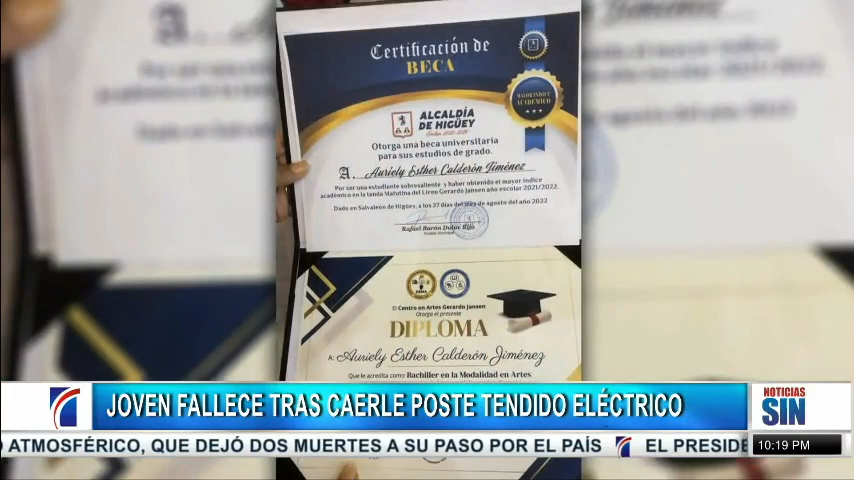 Certificación de
BECA
MAYOR ÍNDICE
ACADÉMICO
ALCALDÍA
DE HIGÜEY
Otorga una beca universitaria
para sus estudios de grado.
A. Auriely Esther Calderón Jiménez
Por ser una estudiante sobresaliente y haber obtenido el mayor índice
académico en la tanda Matutina del Liceo Gerardo Jansen año escolar 2021/2022.
Dado en Salvaleón de Higüey, a los 27 días del mes de agosto del año 2022
Rafael Barón Duluc Rijo
El Centro en Artes Gerardo Jansen
Otorga el presente
DIPLOMA
A: Auriely Esther Calderón Jiménez
Que le acredita como Bachiller en la Modalidad en Artes
JOVEN FALLECE TRAS CAERLE POSTE TENDIDO ELÉCTRICO
NOTICIAS
SIN
O ATMOSFÉRICO, QUE DEJÓ DOS MUERTES A SU PASO POR EL PAÍS
EL PRESIDE
10:19 PM